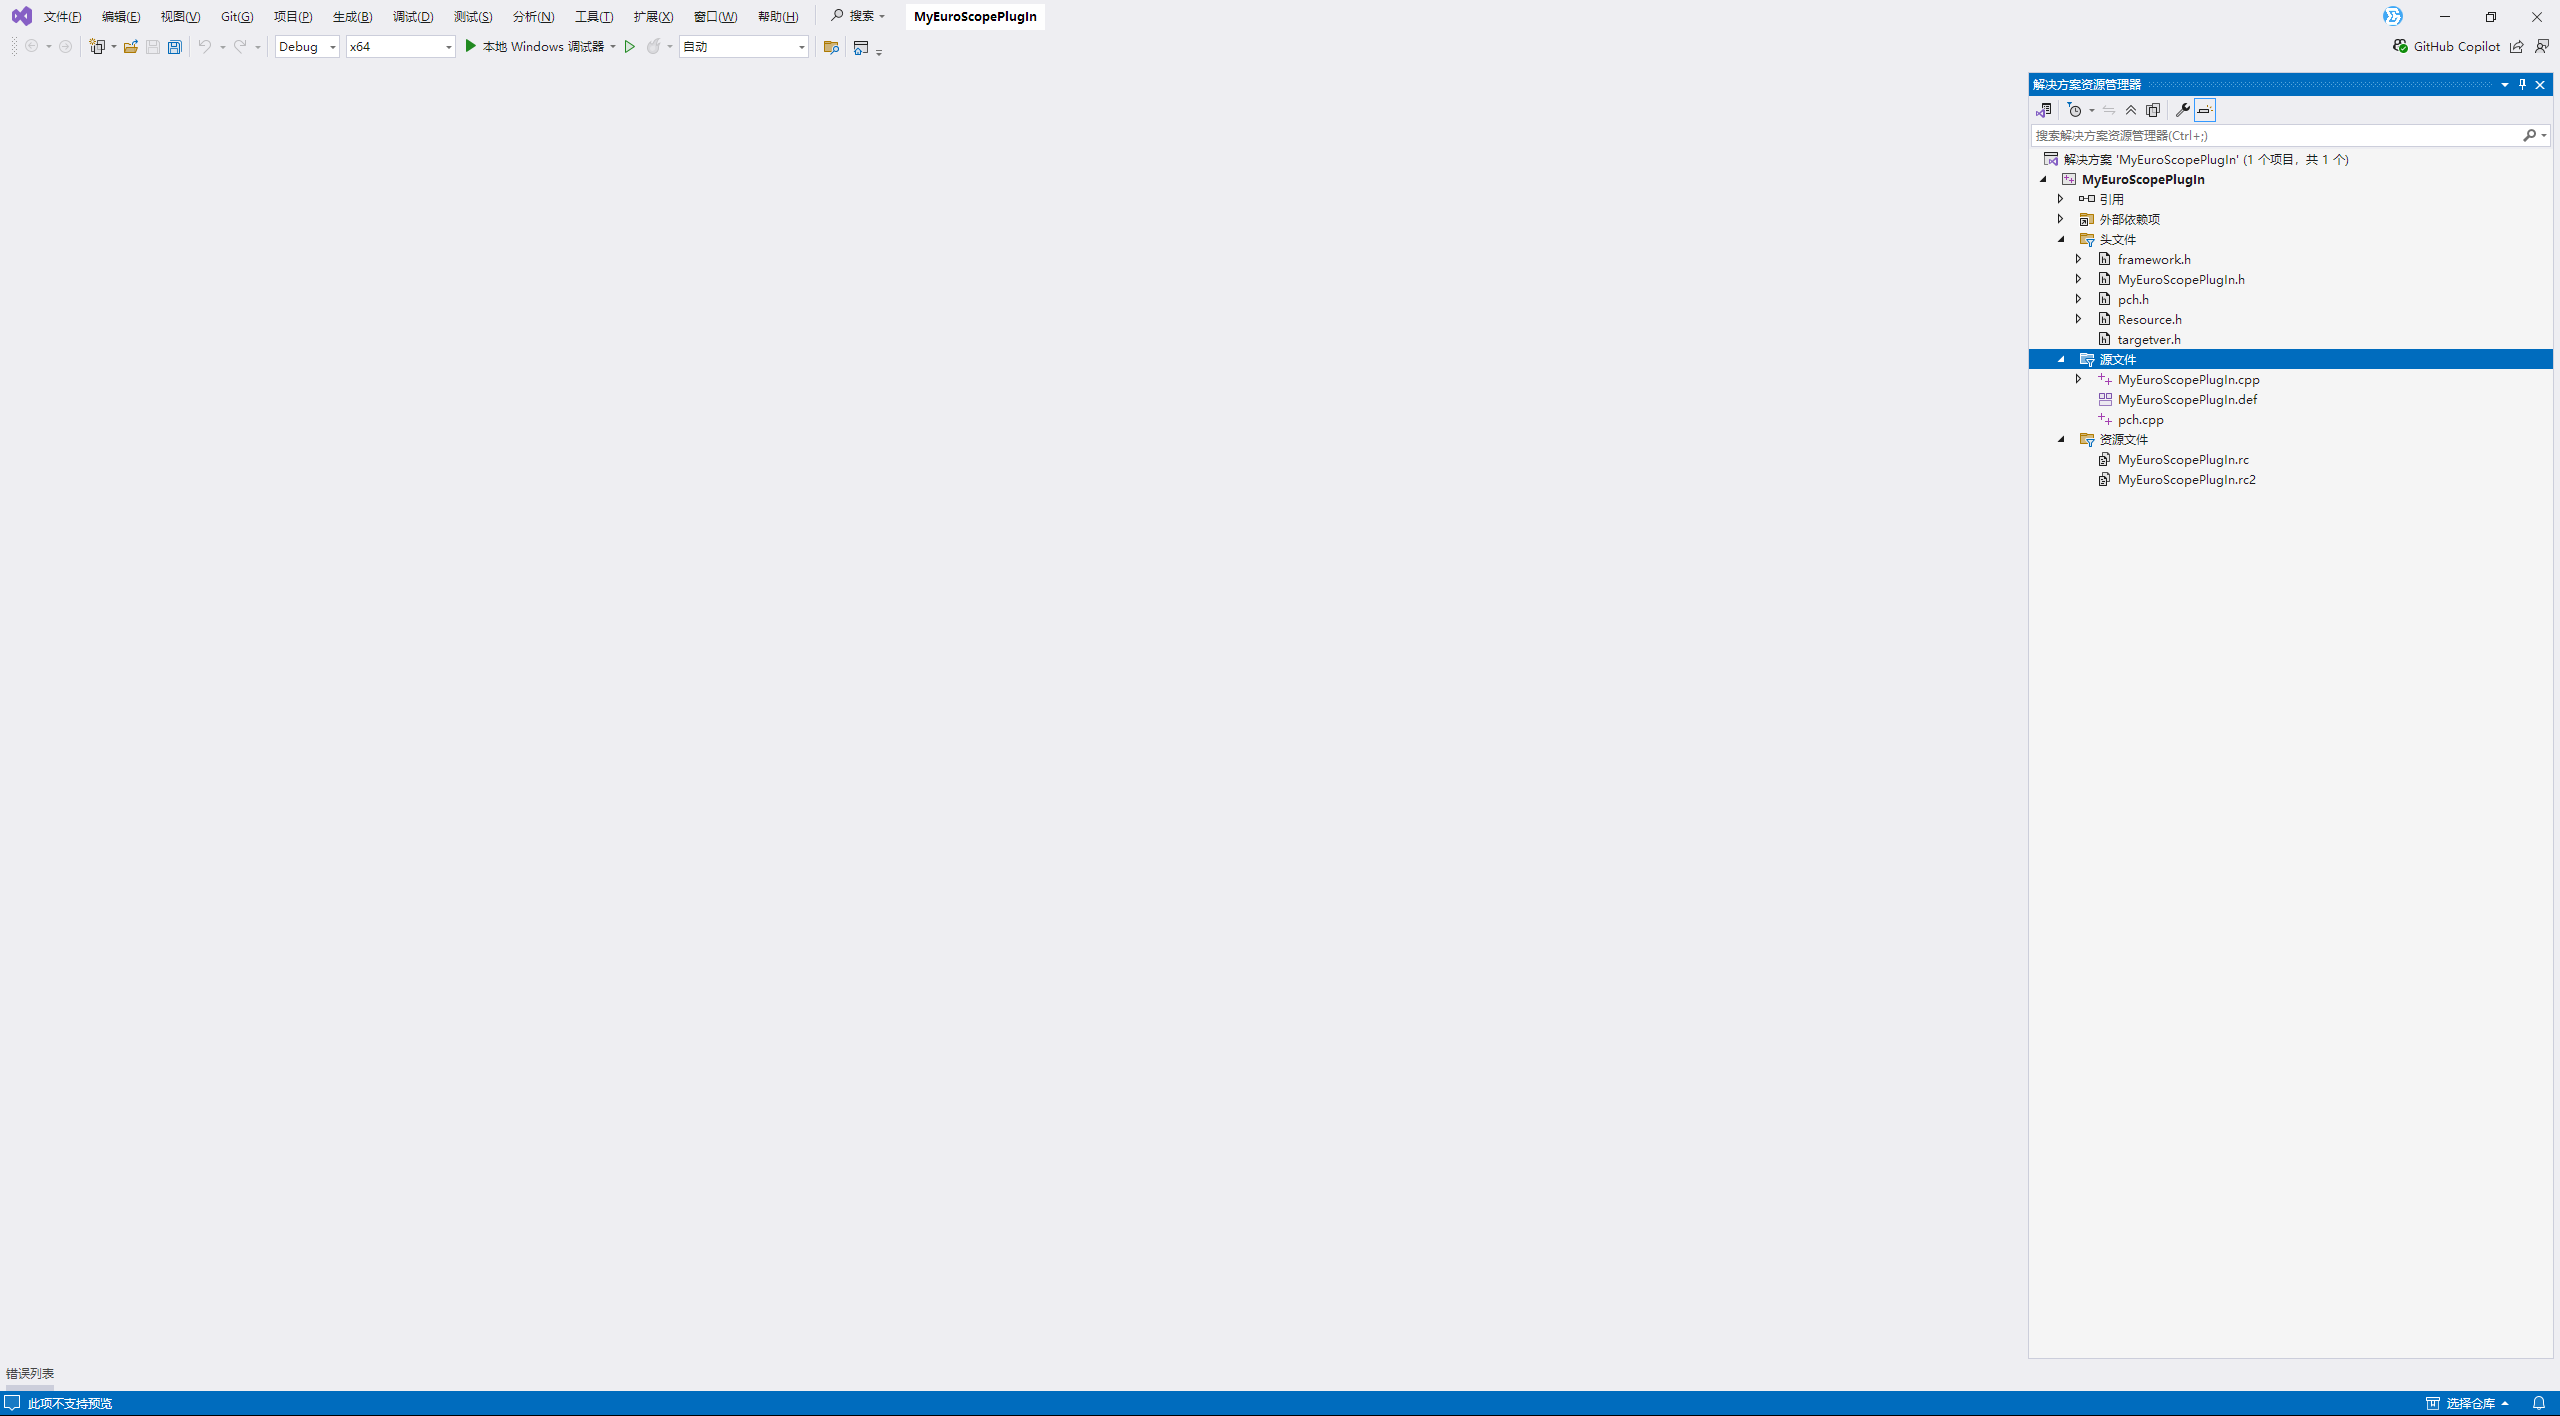 文件(F) 编辑(E) 视图(V) Git(G) 项目(P) 生成(B) 调试(D) 测试(S) 分析(N) 工具(T) 扩展(X) 窗口(W) 帮助(H) 搜索 MyEuroScopePlugIn
Debug x64 本地 Windows 调试器 自动 GitHub Copilot
解决方案资源管理器
搜索解决方案资源管理器(Ctrl+;)
解决方案 'MyEuroScopePlugIn' (1 个项目，共 1 个)
MyEuroScopePlugIn
引用
外部依赖项
头文件
framework.h
MyEuroScopePlugIn.h
pch.h
Resource.h
targetver.h
源文件
MyEuroScopePlugIn.cpp
MyEuroScopePlugIn.def
pch.cpp
资源文件
MyEuroScopePlugIn.rc
MyEuroScopePlugIn.rc2
错误列表
此项不支持预览 选择仓库